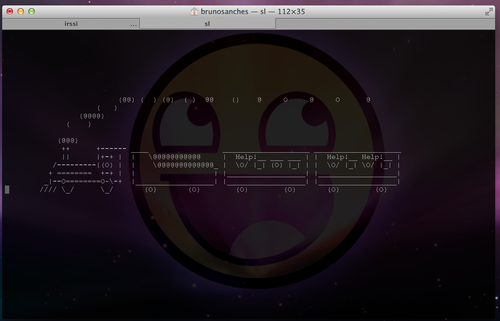 brunosanches — sl — 112×35
irssi ... sl
(@@) (  ) (@)  ( )  @@    ()    @     O     @     O      @
(   )
(@@@@)
(    )
(@@@)
Help! Help! Help!